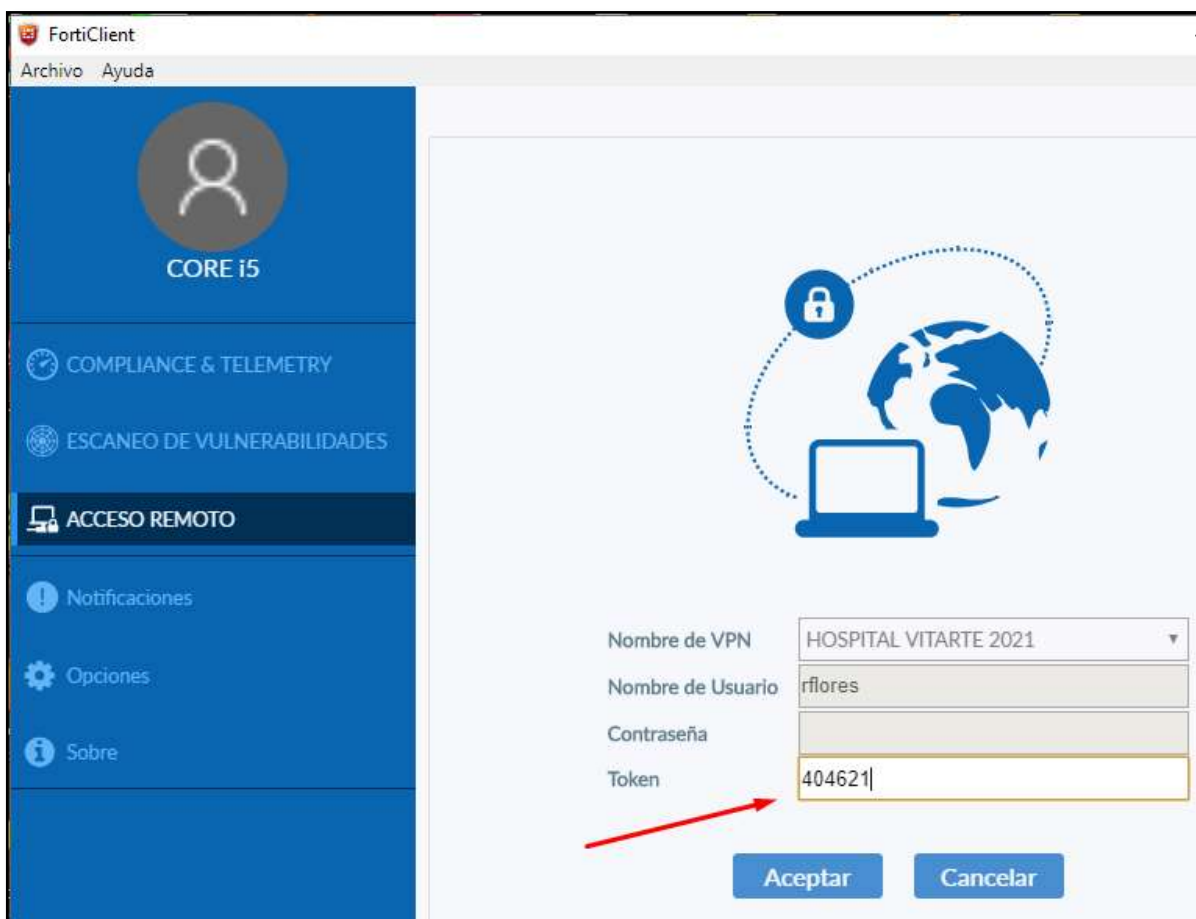 FortiClient
Archivo Ayuda
CORE i5
COMPLIANCE & TELEMETRY
ESCANEO DE VULNERABILIDADES
ACCESO REMOTO
Notificaciones
Opciones
Sobre
Nombre de VPN HOSPITAL VITARTE 2021
Nombre de Usuario rflores
Contraseña
Token 404621
Aceptar Cancelar